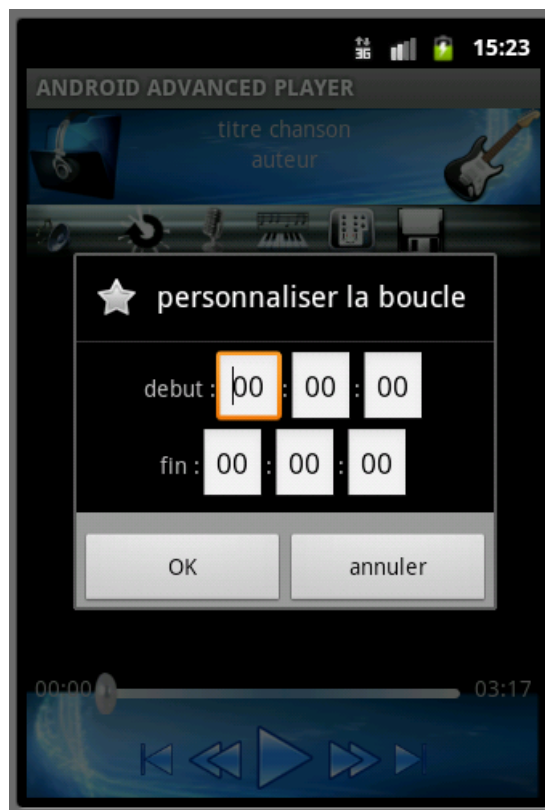 3G 15:23
ANDROID ADVANCED PLAYER
titre chanson
auteur
personnaliser la boucle
debut : 00 : 00 : 00
fin : 00 : 00 : 00
OK annuler
00:00 03:17